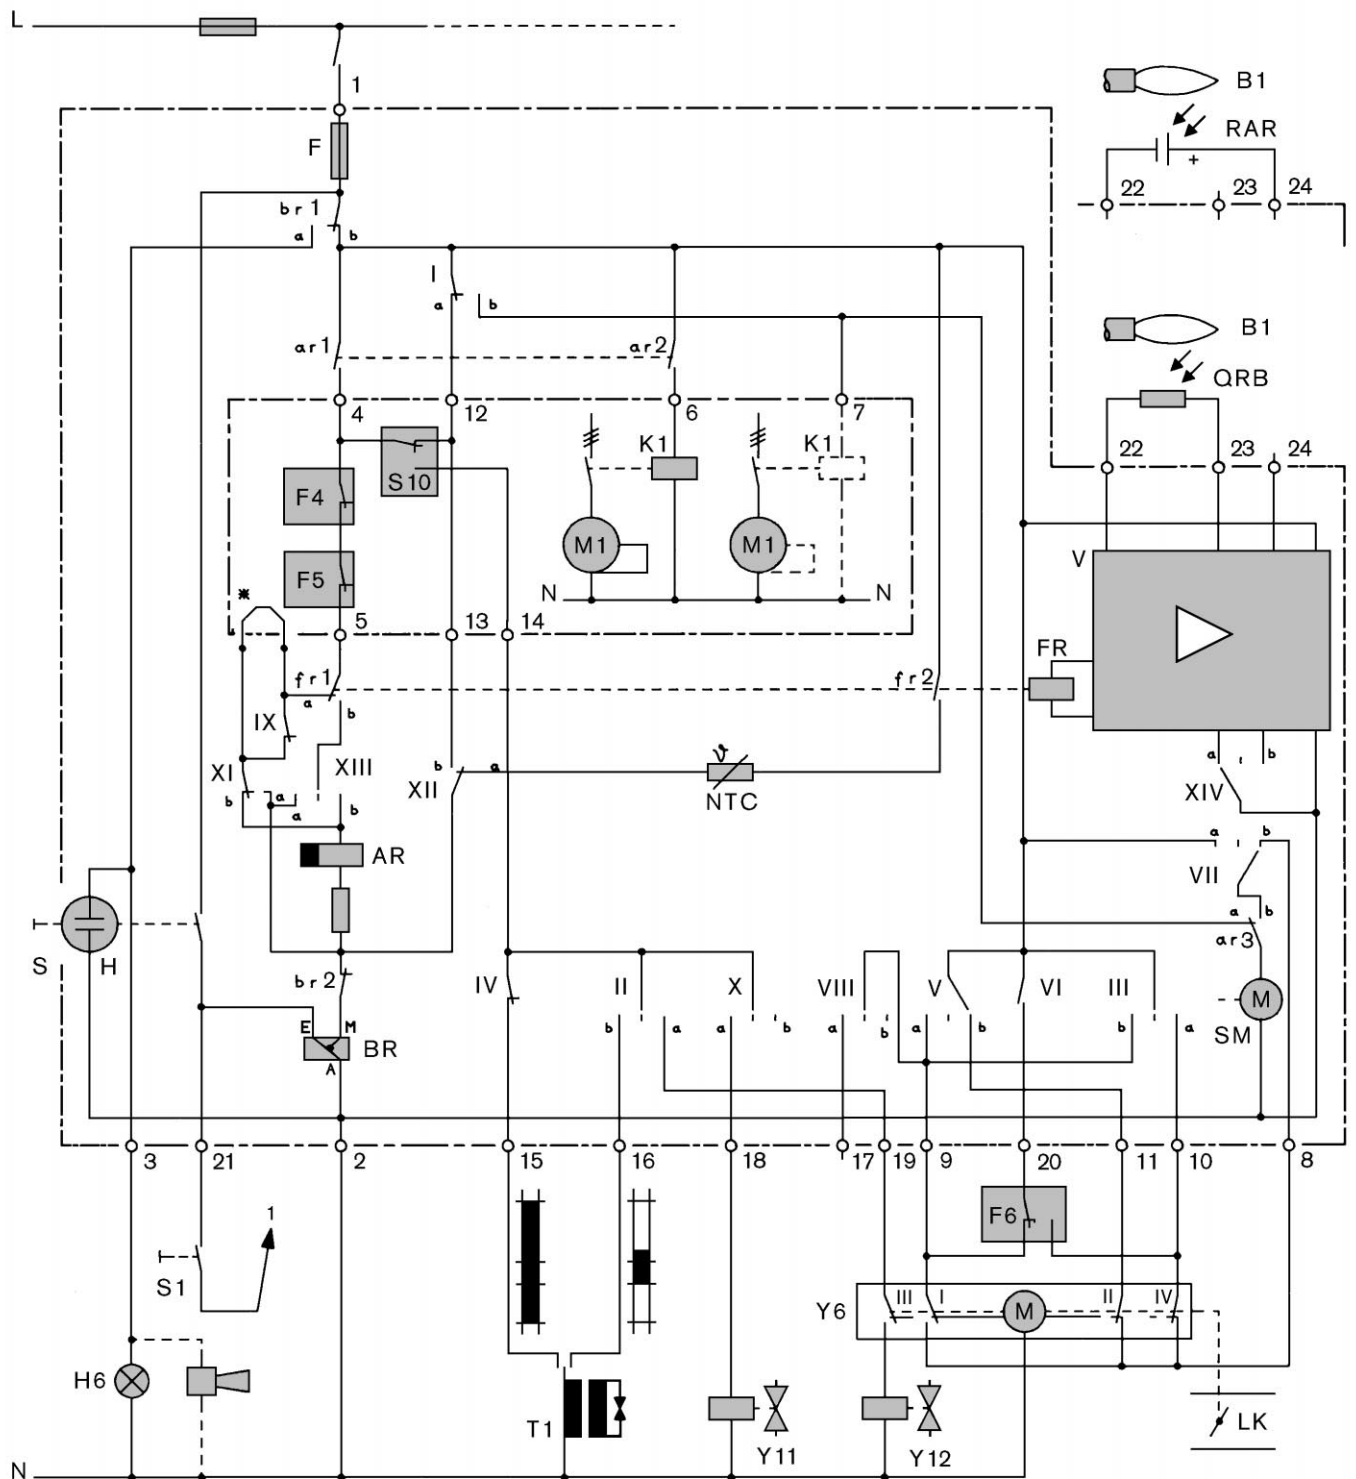 L
1
B1
F
RAR
+
22 23 24
br1
a b
I
a b
B1
ar1 ar2
QRB
4 12 6 7
22 23 24
K1 K1
S10
F4
M1 M1
V
F5
*
N N
5 13 14
FR
fr1 fr2
a
b
IX
a b
XI XIII
b a
XII
NTC
XIV
b a
a b
a b
AR
VII
a b
ar3
S H
br2
IV II X VIII V VI III
M
SM
E M
b a a b a b a b b a
BR
A
3 21 2 15 16 18 17 19 9 20 11 10 8
F6
1
S1
Y6 III I M II IV
H6
T1
LK
Y11 Y12
N